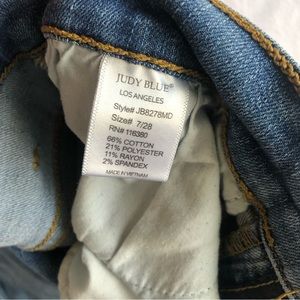 JUDY BLUE®
LOS ANGELES
Style# JB8278MD
Size# 7/28
RN# 116380
66% COTTON
21% POLYESTER
11% RAYON
2% SPANDEX
MADE IN VIETNAM